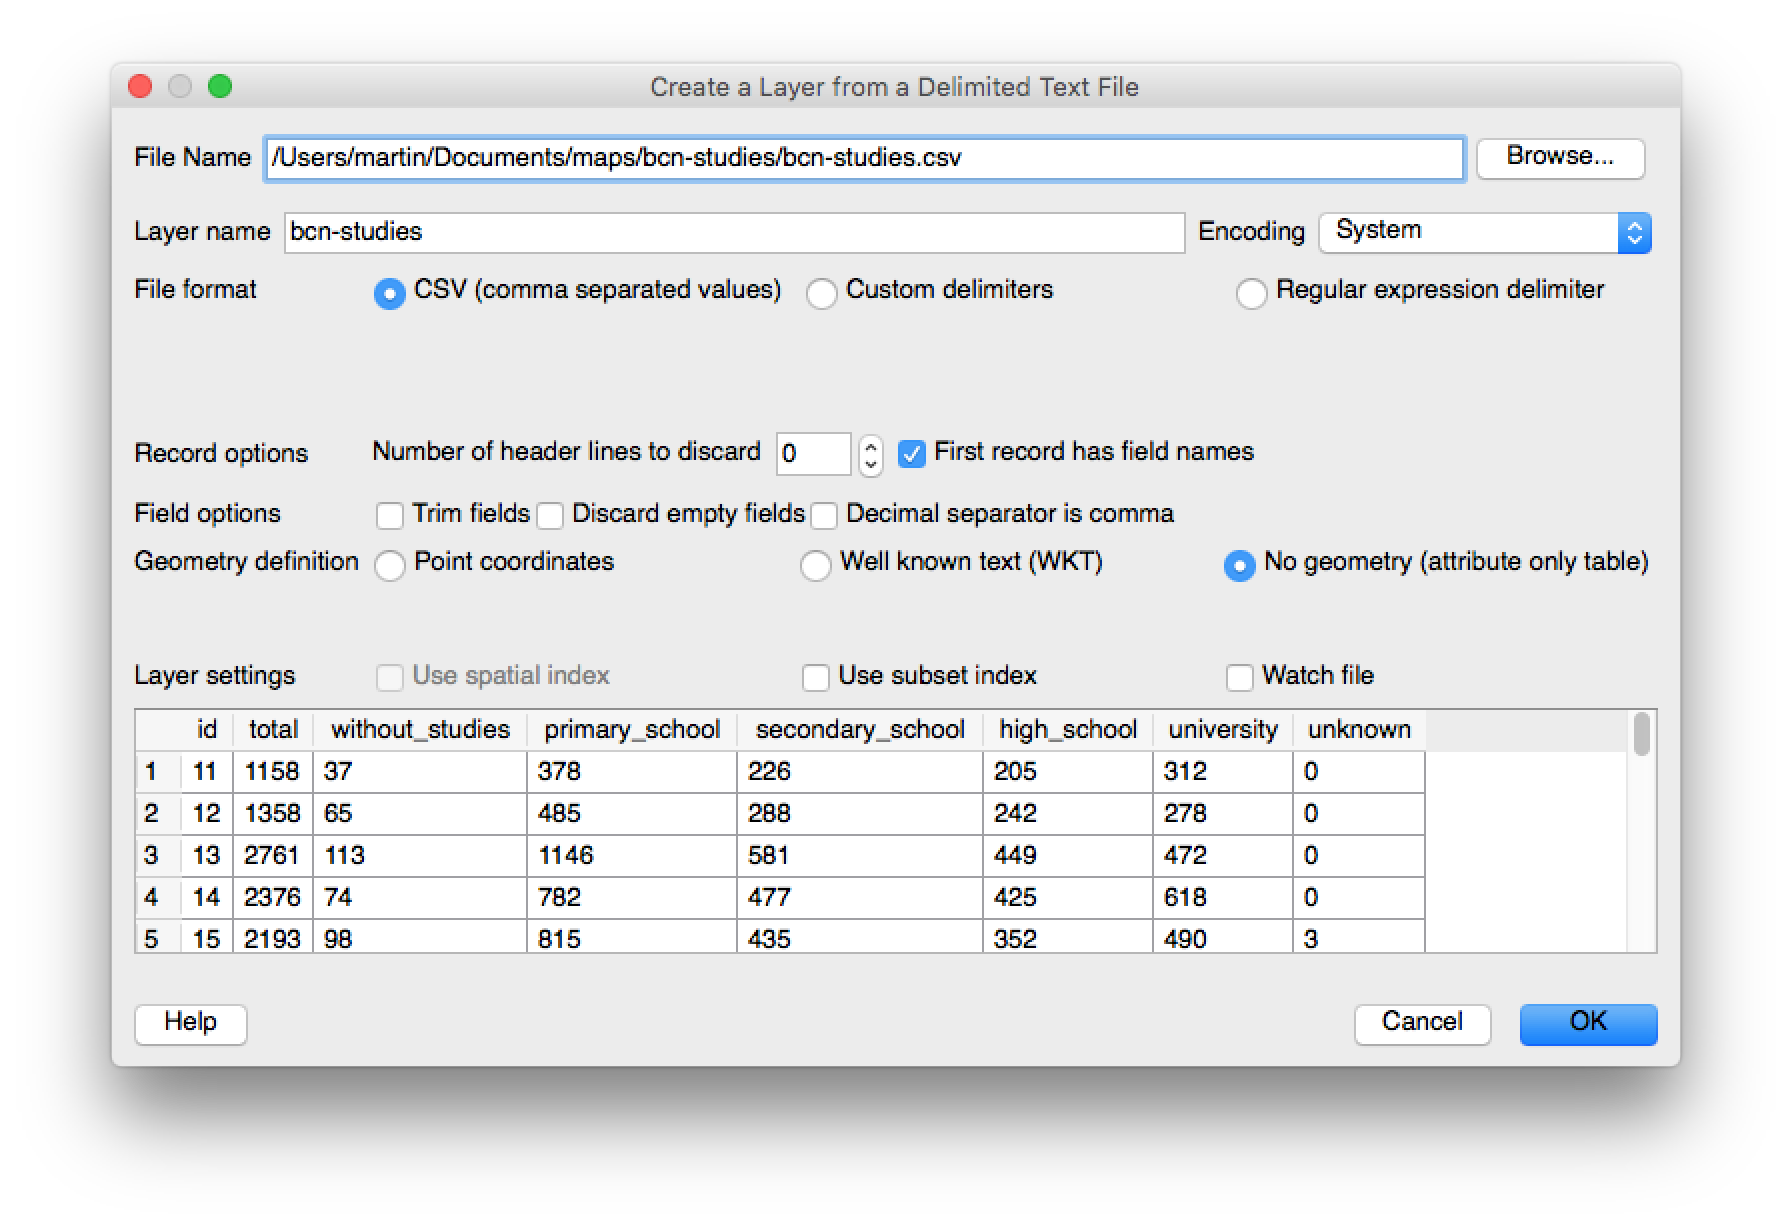 Create a Layer from a Delimited Text File
File Name /Users/martin/Documents/maps/bcn-studies/bcn-studies.csv Browse...
Layer name bcn-studies Encoding System
File format CSV (comma separated values) Custom delimiters Regular expression delimiter
Record options Number of header lines to discard 0 First record has field names
Field options Trim fields Discard empty fields Decimal separator is comma
Geometry definition Point coordinates Well known text (WKT) No geometry (attribute only table)
Layer settings Use spatial index Use subset index Watch file
id total without_studies primary_school secondary_school high_school university unknown
1 11 1158 37 378 226 205 312 0
2 12 1358 65 485 288 242 278 0
3 13 2761 113 1146 581 449 472 0
4 14 2376 74 782 477 425 618 0
5 15 2193 98 815 435 352 490 3
Help Cancel OK